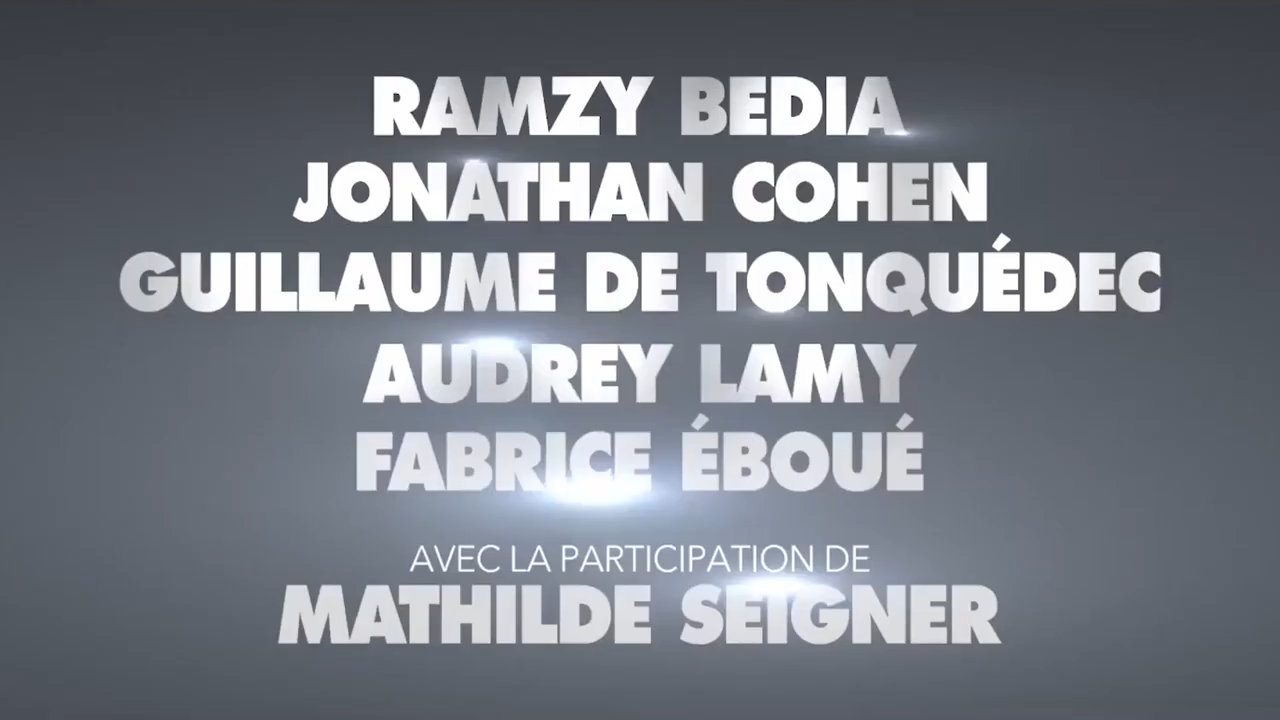 RAMZY BEDIA
JONATHAN COHEN
GUILLAUME DE TONQUÉDEC
AUDREY LAMY
FABRICE ÉBOUÉ
AVEC LA PARTICIPATION DE
MATHILDE SEIGNER